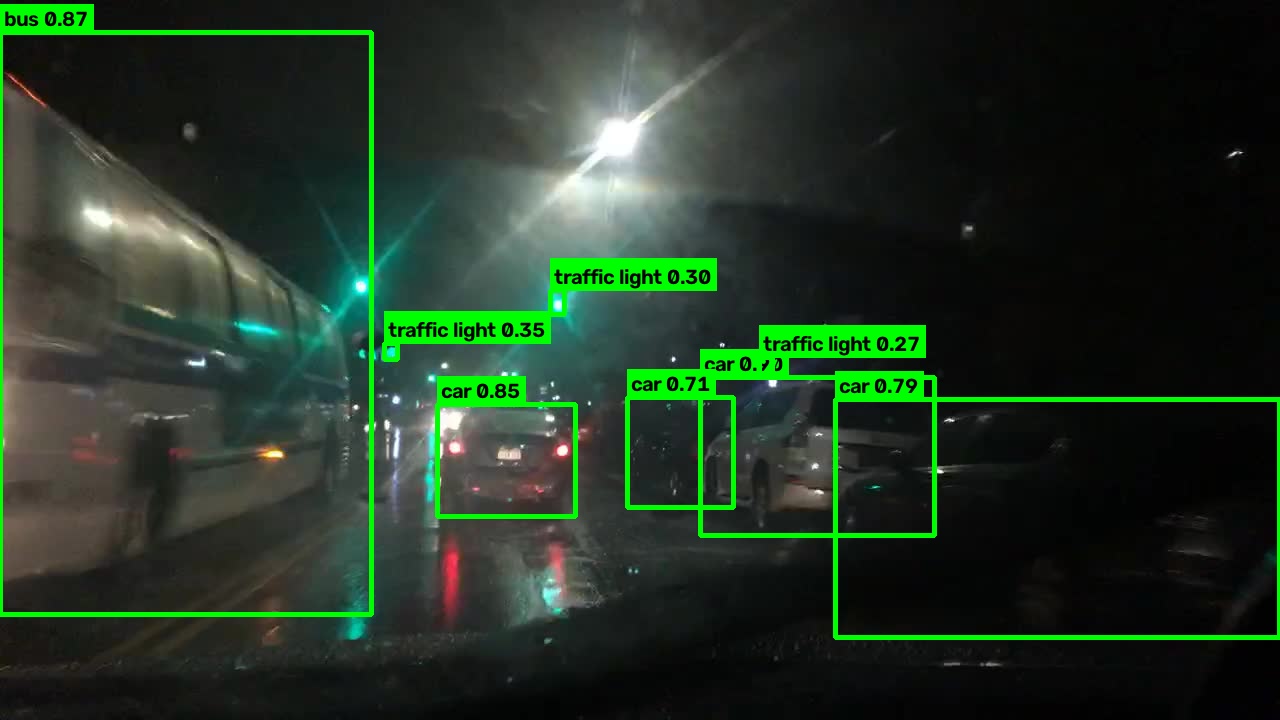 bus 0.87
traffic light 0.30
traffic light 0.35
traffic light 0.27
car
car 0.71
car 0.79
car 0.85